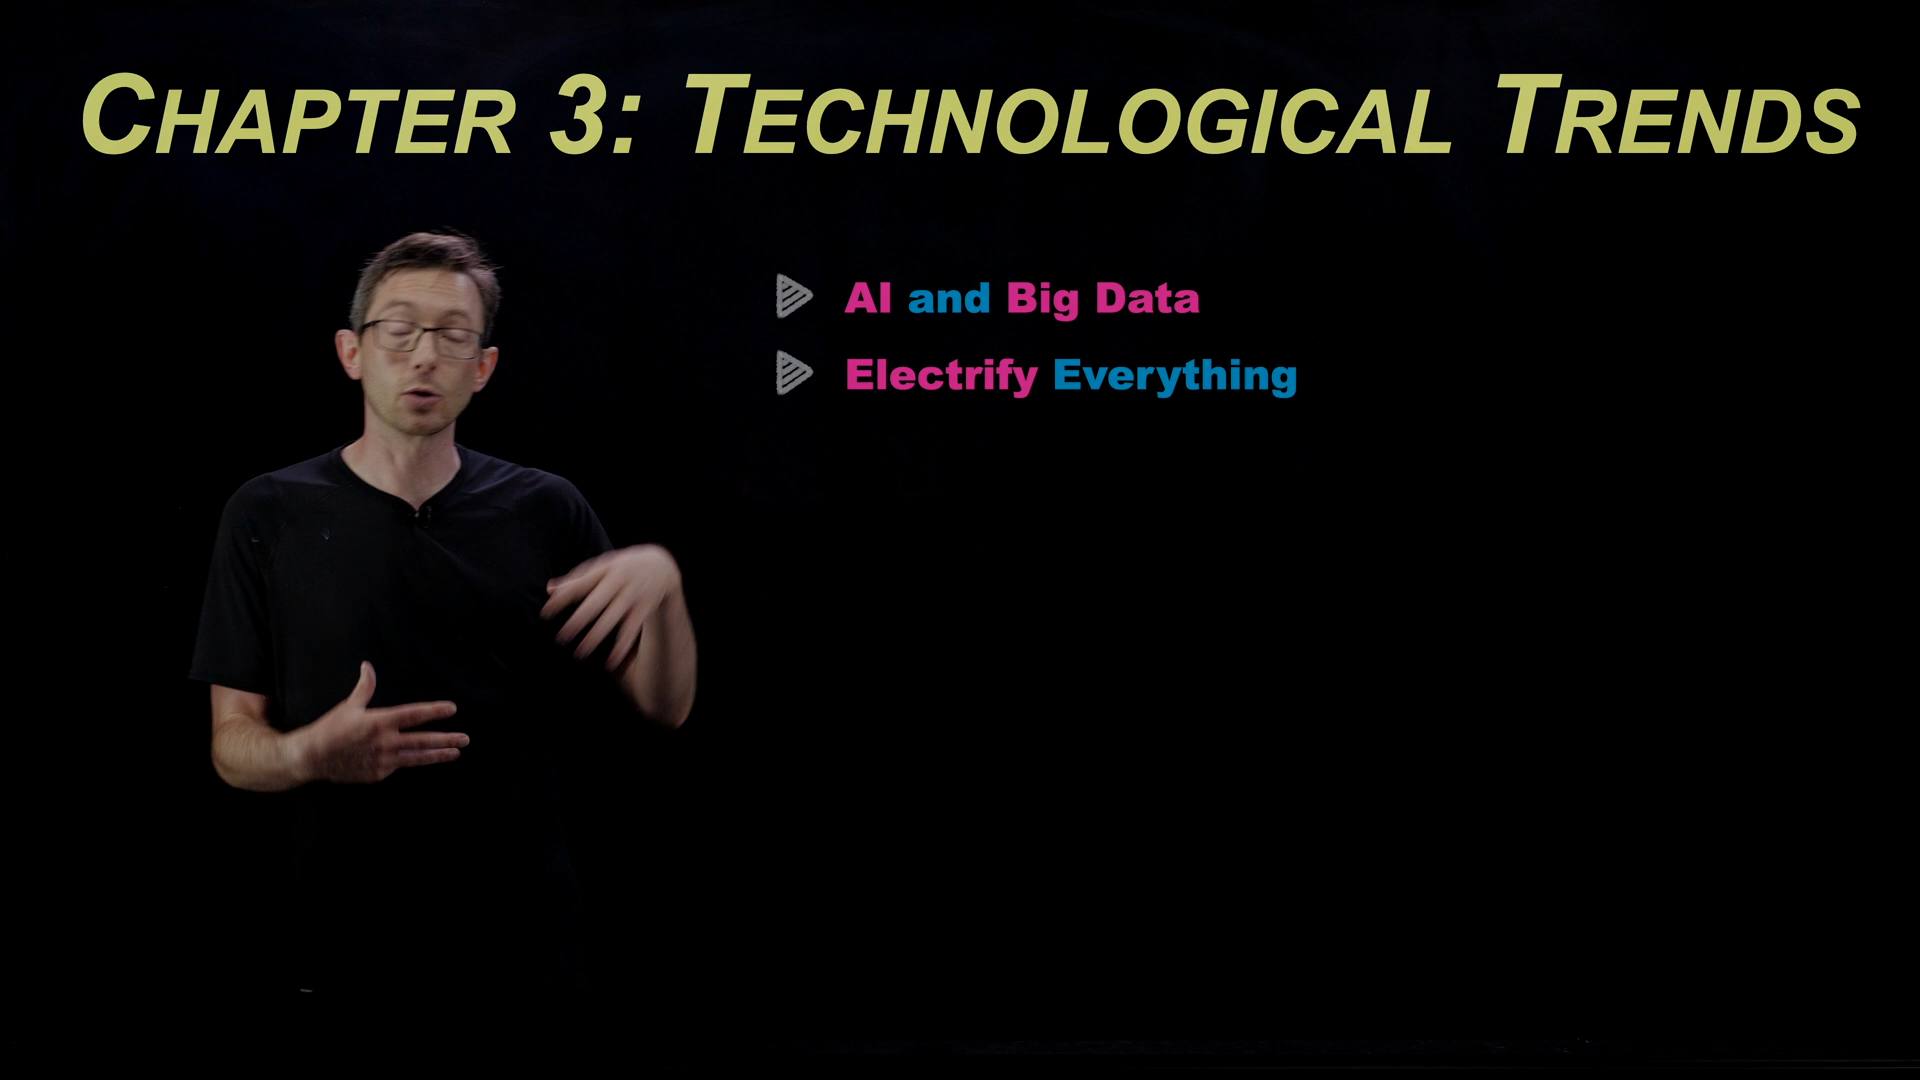 CHAPTER 3: TECHNOLOGICAL TRENDS
AI and Big Data
Electrify Everything